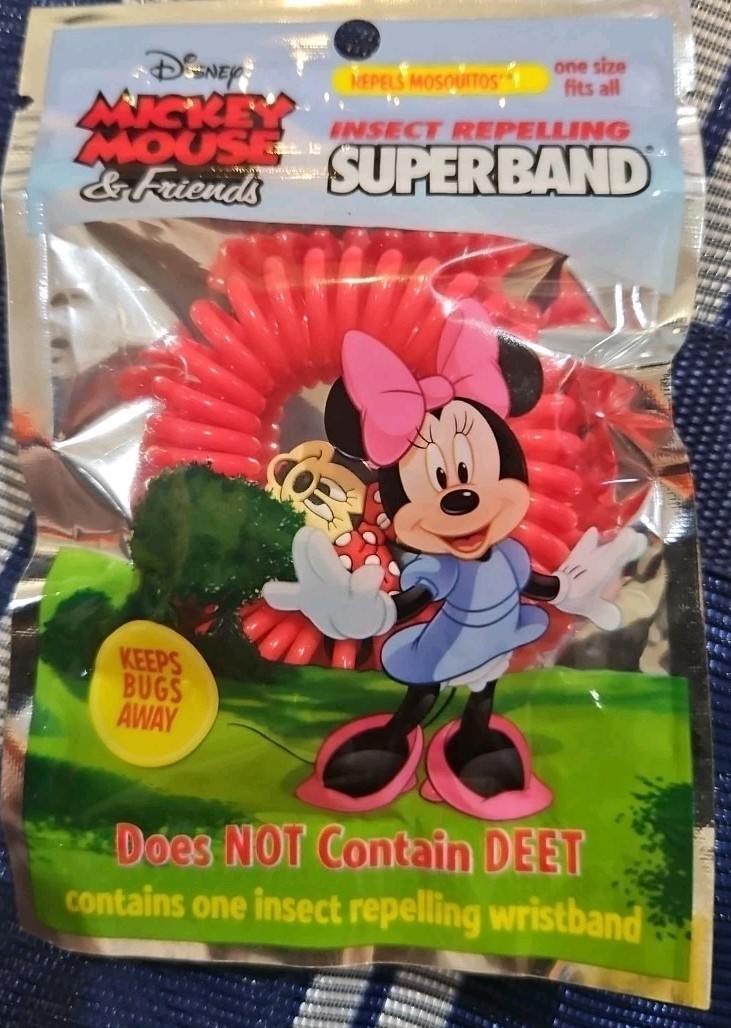 Disney
MICKEY
MOUSE
& Friends
REPELS MOSQUITOS
one size
fits all
INSECT REPELLING
SUPERBAND
KEEPS
BUGS
AWAY
Does NOT Contain DEET
contains one insect repelling wristband